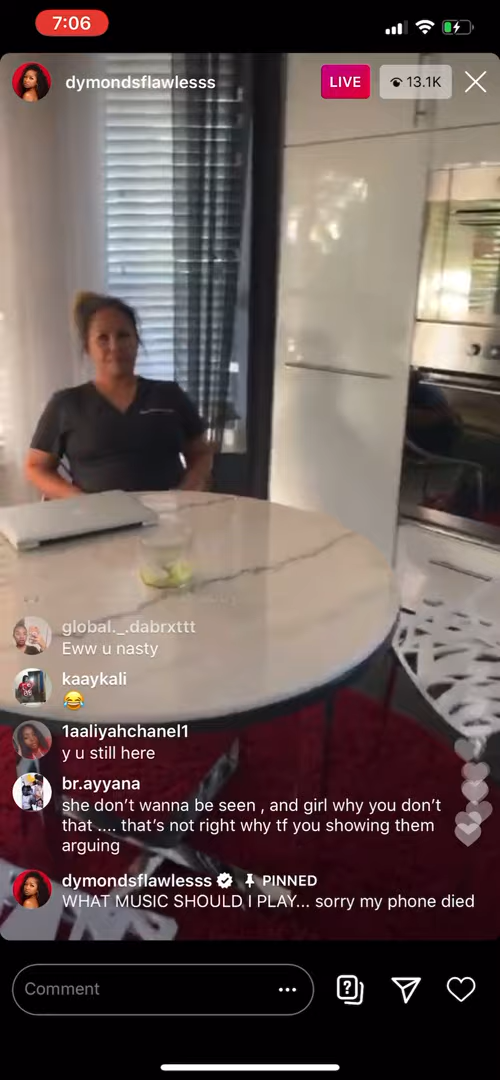 7:06
dymondsflawlesss
LIVE
13.1K
global._.dabrxttt
Eww u nasty
kaaykali
😂
1aaliyahchanel1
y u still here
br.ayyana
she don’t wanna be seen , and girl why you don’t
that .... that’s not right why tf you showing them
arguing
dymondsflawlesss PINNED
WHAT MUSIC SHOULD I PLAY... sorry my phone died
Comment